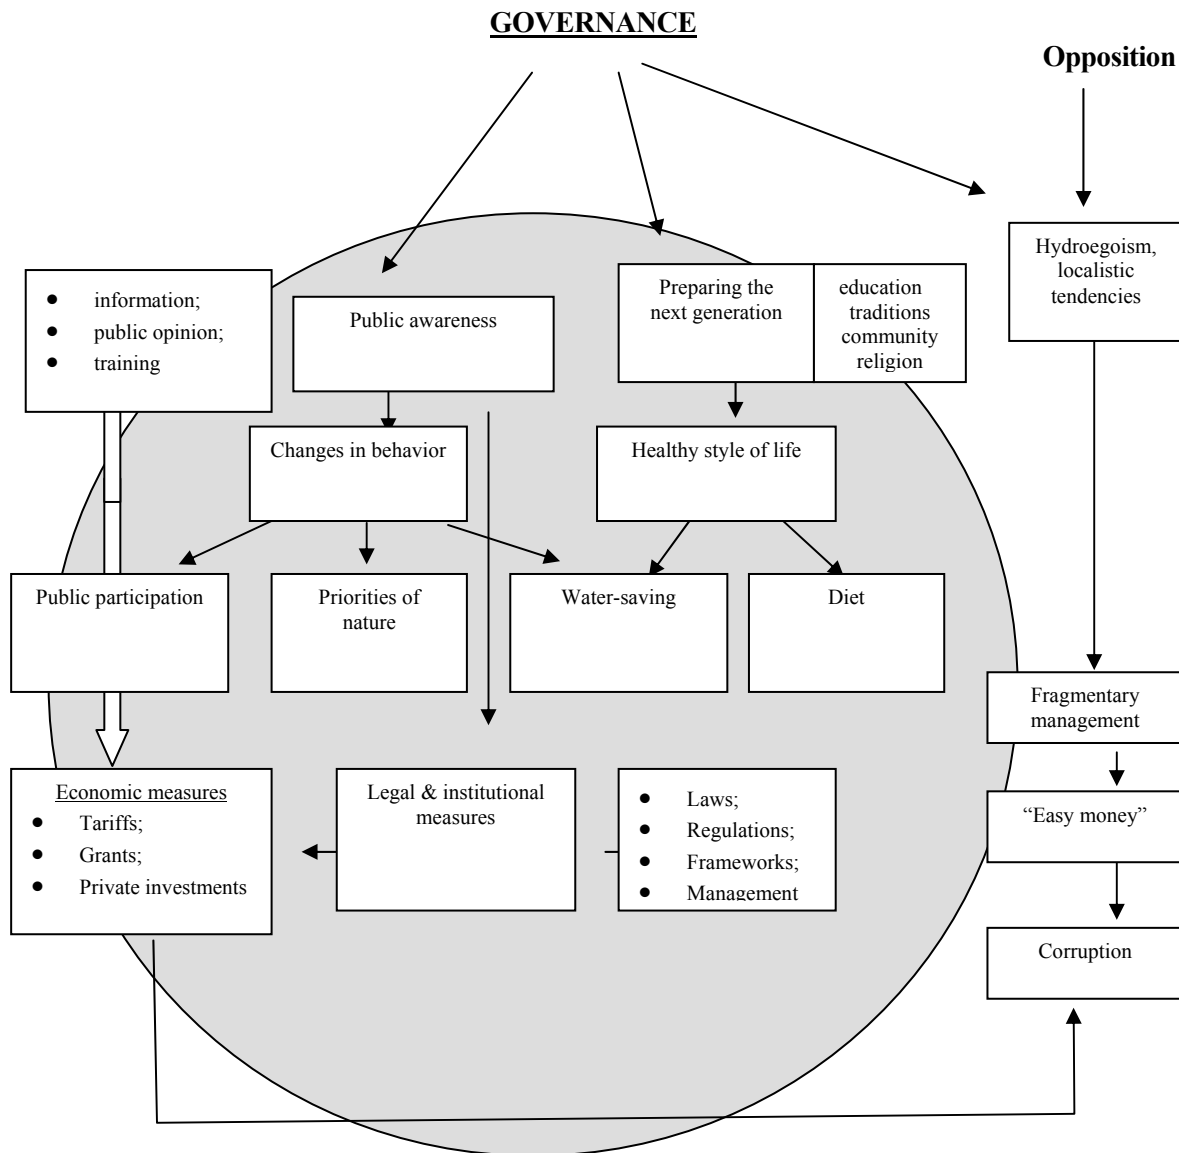 GOVERNANCE
Opposition
Hydroegoism,
localistic
tendencies
● information;
● public opinion;
● training
Public awareness
Preparing the
next generation
education
traditions
community
religion
Changes in behavior
Healthy style of life
Public participation
Priorities of
nature
Water-saving
Diet
Fragmentary
management
Economic measures
● Tariffs;
● Grants;
● Private investments
Legal & institutional
measures
● Laws;
● Regulations;
● Frameworks;
● Management
“Easy money”
Corruption